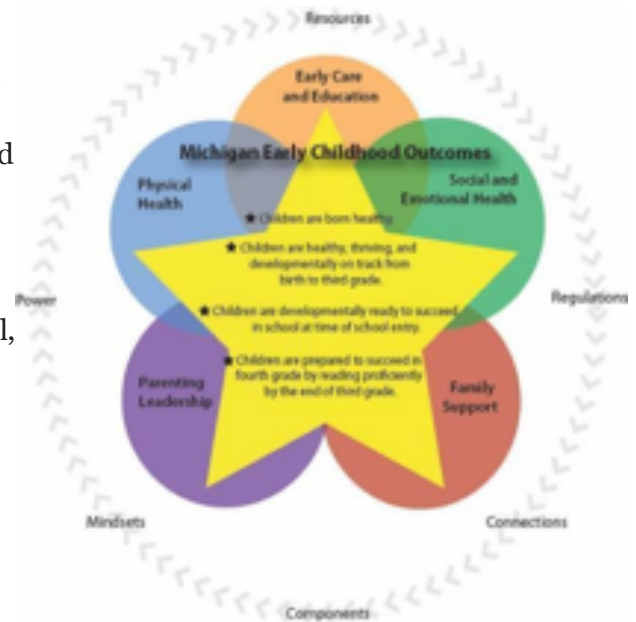 Resources
Early Care
and Education
d
Michigan Early Childhood Outcomes
Physical
Health
Social and
Emotional Health
★ Children are born healthy.
★ Children are healthy, thriving, and
developmentally on track from
birth to third grade.
Power
Regulations
★ Children are developmentally ready to succeed
in school at time of school entry.
l,
★ Children are prepared to succeed in
fourth grade by reading proficiently
by the end of third grade.
Parenting
Leadership
Family
Support
Mindsets
Connections
Components